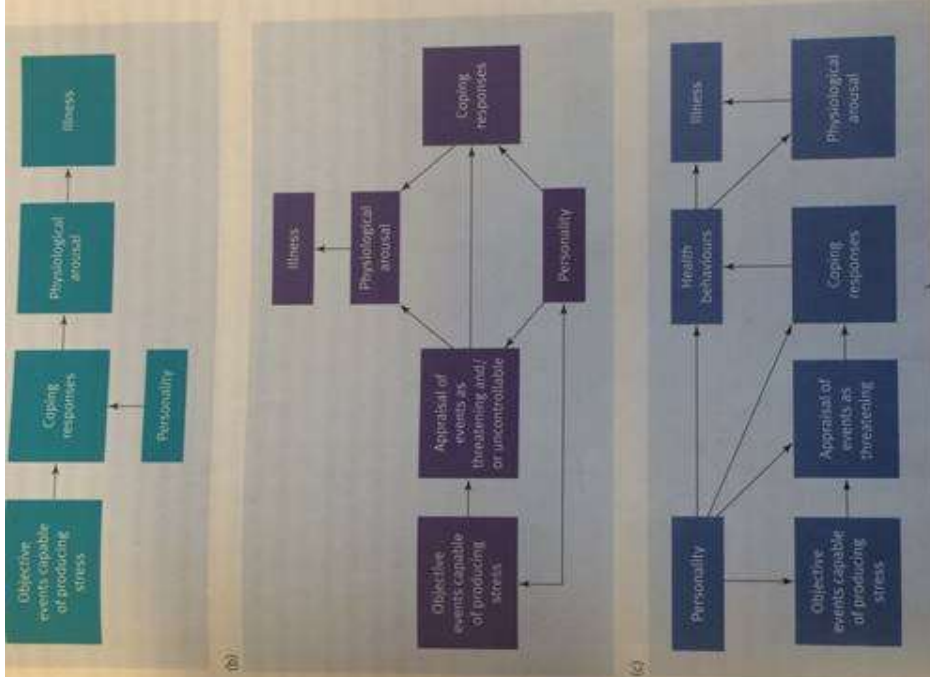 Objective
events capable
of producing
stress
Coping
responses
Personality
Physiological
arousal
Illness
(b)
Objective
events capable
of producing
stress
Appraisal of
events as
threatening and/
or uncontrollable
Illness
Physiological
arousal
Personality
Coping
responses
(c)
Personality
Objective
events capable
of producing
stress
Appraisal of
events as
threatening
Health
behaviours
Coping
responses
Illness
Physiological
arousal